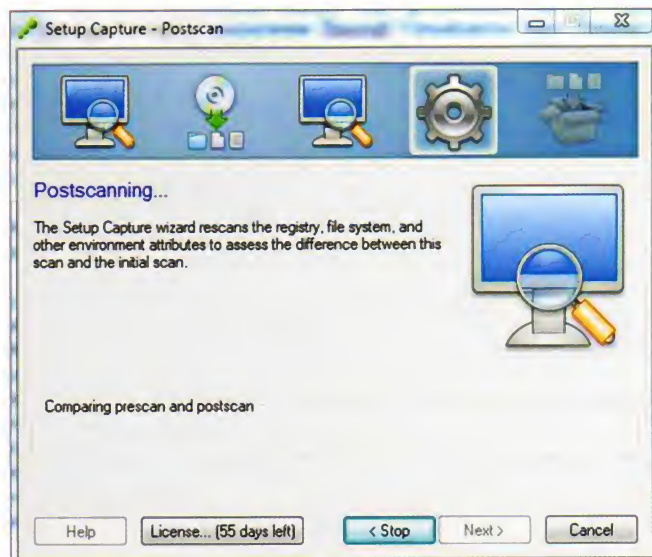 Setup Capture - Postscan
Postscanning...
The Setup Capture wizard rescans the registry, file system, and
other environment attributes to assess the difference between this
scan and the initial scan.
Comparing prescan and postscan
Help
License... (55 days left)
< Stop
Next >
Cancel